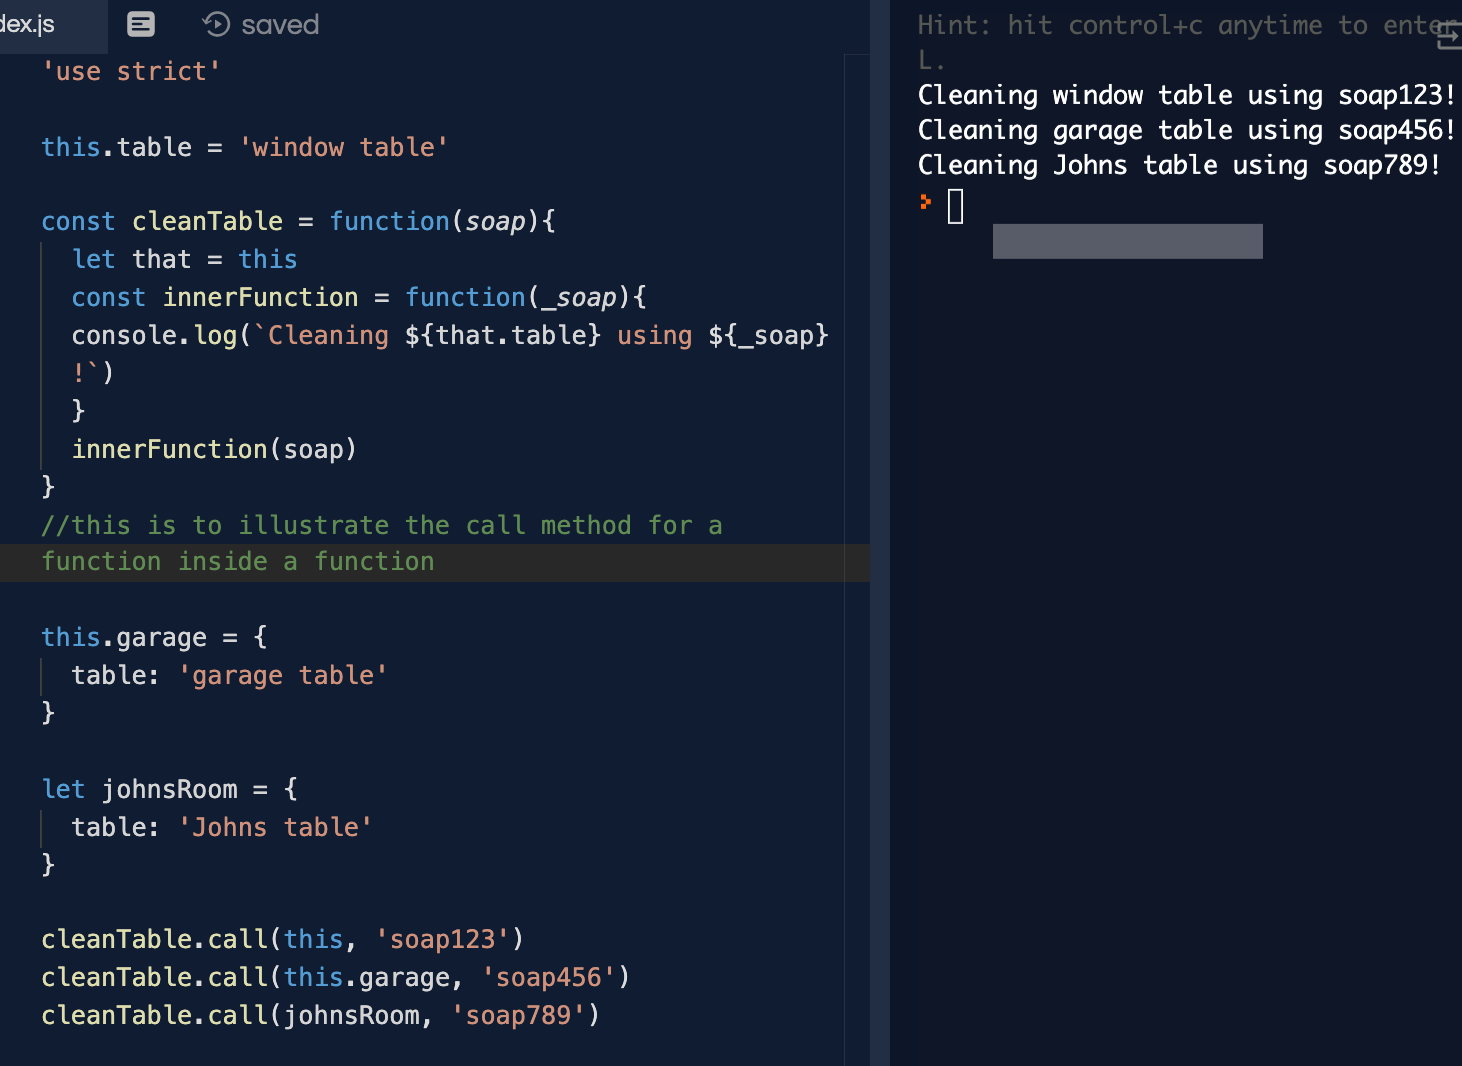 dex.js
saved
'use strict'
this.table = 'window table'
const cleanTable = function(soap){
let that = this
const innerFunction = function(_soap){
console.log(`Cleaning ${that.table} using ${_soap}
!`)
}
innerFunction(soap)
}
//this is to illustrate the call method for a
function inside a function
this.garage = {
table: 'garage table'
}
let johnsRoom = {
table: 'Johns table'
}
cleanTable.call(this, 'soap123')
cleanTable.call(this.garage, 'soap456')
cleanTable.call(johnsRoom, 'soap789')
Hint: hit control+c anytime to enter
L.
Cleaning window table using soap123!
Cleaning garage table using soap456!
Cleaning Johns table using soap789!